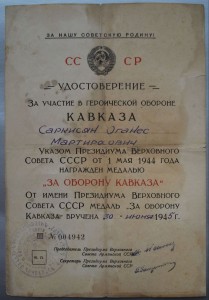 ЗА НАШУ СОВЕТСКУЮ РОДИНУ!
СС СР
УДОСТОВЕРЕНИЕ
ЗА УЧАСТИЕ В ГЕРОИЧЕСКОЙ ОБОРОНЕ
КАВКАЗА
Саркисян Оганес
Мартиросович
УКАЗОМ ПРЕЗИДИУМА ВЕРХОВНОГО
СОВЕТА СССР ОТ 1 МАЯ 1944 ГОДА
НАГРАЖДЕН МЕДАЛЬЮ
"ЗА ОБОРОНУ КАВКАЗА"
ОТ ИМЕНИ ПРЕЗИДИУМА ВЕРХОВНОГО
СОВЕТА СССР МЕДАЛЬ „ЗА ОБОРОНУ
КАВКАЗА" ВРУЧЕНА 20 1945 Г.
№ 004942
Председатель Президиума Верховного
Совета Армянской ССР
Секретарь Президиума Верховного
Совета Армянской ССР